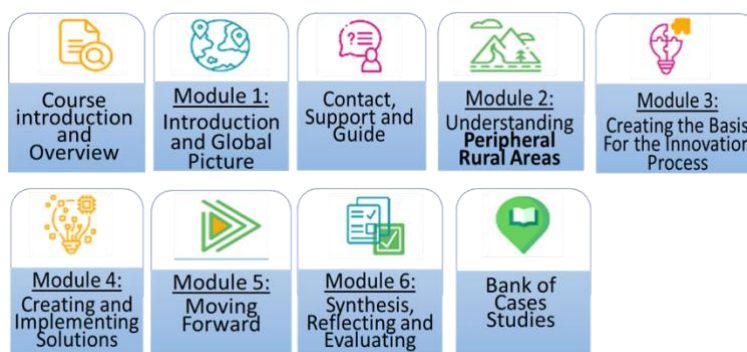 Course
introduction
and
Overview
Module 1:
Introduction
and Global
Picture
Contact,
Support and
Guide
Module 2:
Understanding
Peripheral
Rural Areas
Module 3:
Creating the Basis
For the Innovation
Process
Module 4:
Creating and
Implementing
Solutions
Module 5:
Moving
Forward
Module 6:
Synthesis,
Reflecting and
Evaluating
Bank of
Cases
Studies